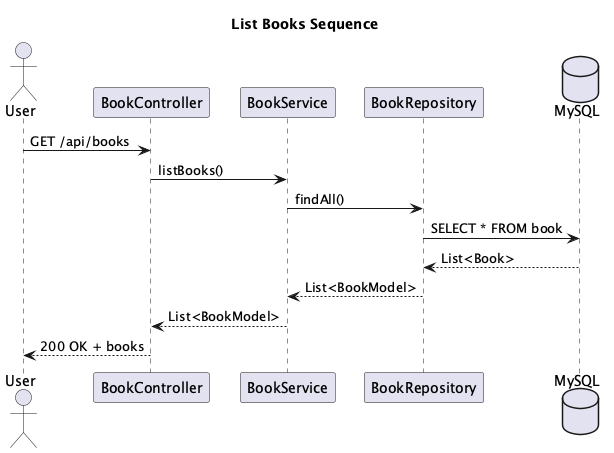 List Books Sequence
User
BookController
BookService
BookRepository
MySQL
GET /api/books
listBooks()
findAll()
SELECT * FROM book
List<Book>
List<BookModel>
List<BookModel>
200 OK + books
User
BookController
BookService
BookRepository
MySQL